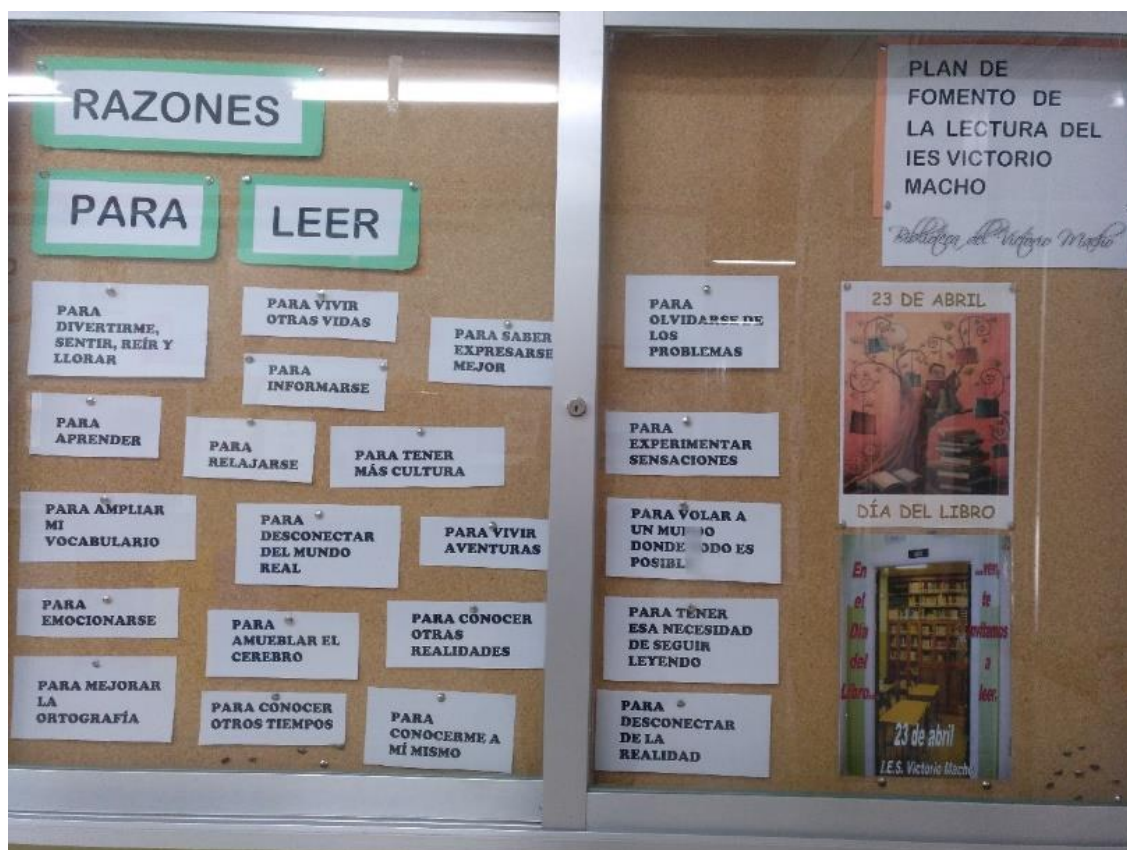 RAZONES
PARA
LEER
PARA
DIVERTIRME,
SENTIR, REÍR Y
LLORAR
PARA VIVIR
OTRAS VIDAS
PARA SABER
EXPRESARSE
MEJOR
PARA
INFORMARSE
PARA
APRENDER
PARA
RELAJARSE
PARA TENER
MÁS CULTURA
PARA AMPLIAR
MI
VOCABULARIO
PARA
DESCONECTAR
DEL MUNDO
REAL
PARA VIVIR
AVENTURAS
PARA
EMOCIONARSE
PARA
AMUEBLAR EL
CEREBRO
PARA CONOCER
OTRAS
REALIDADES
PARA MEJORAR
LA
ORTOGRAFÍA
PARA CONOCER
OTROS TIEMPOS
PARA
CONOCERME A
MÍ MISMO
PARA
OLVIDARSE DE
LOS
PROBLEMAS
PARA
EXPERIMENTAR
SENSACIONES
PARA VOLAR A
UN MUNDO
DONDE TODO ES
POSIBLE
PARA TENER
ESA NECESIDAD
DE SEGUIR
LEYENDO
PARA
DESCONECTAR
DE LA
REALIDAD
PLAN DE
FOMENTO DE
LA LECTURA DEL
IES VICTORIO
MACHO
Biblioteca del Victorio Macho
23 DE ABRIL
DÍA DEL LIBRO
En
el
Día
del
Libro...
...ven,
te
invitamos
a
leer.
23 de abril
I.E.S. Victorio Macho